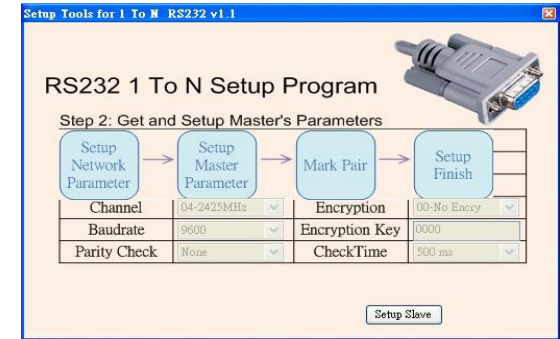 Setup Tools for 1 To N RS232 v1.1
RS232 1 To N Setup Program
Step 2: Get and Setup Master's Parameters
Setup Network Parameter
Setup Master Parameter
Mark Pair
Setup Finish
Channel 04-2425MHz Encryption 00-No Encry
Baudrate 9600 Encryption Key 0000
Parity Check None CheckTime 500 ms
Setup Slave